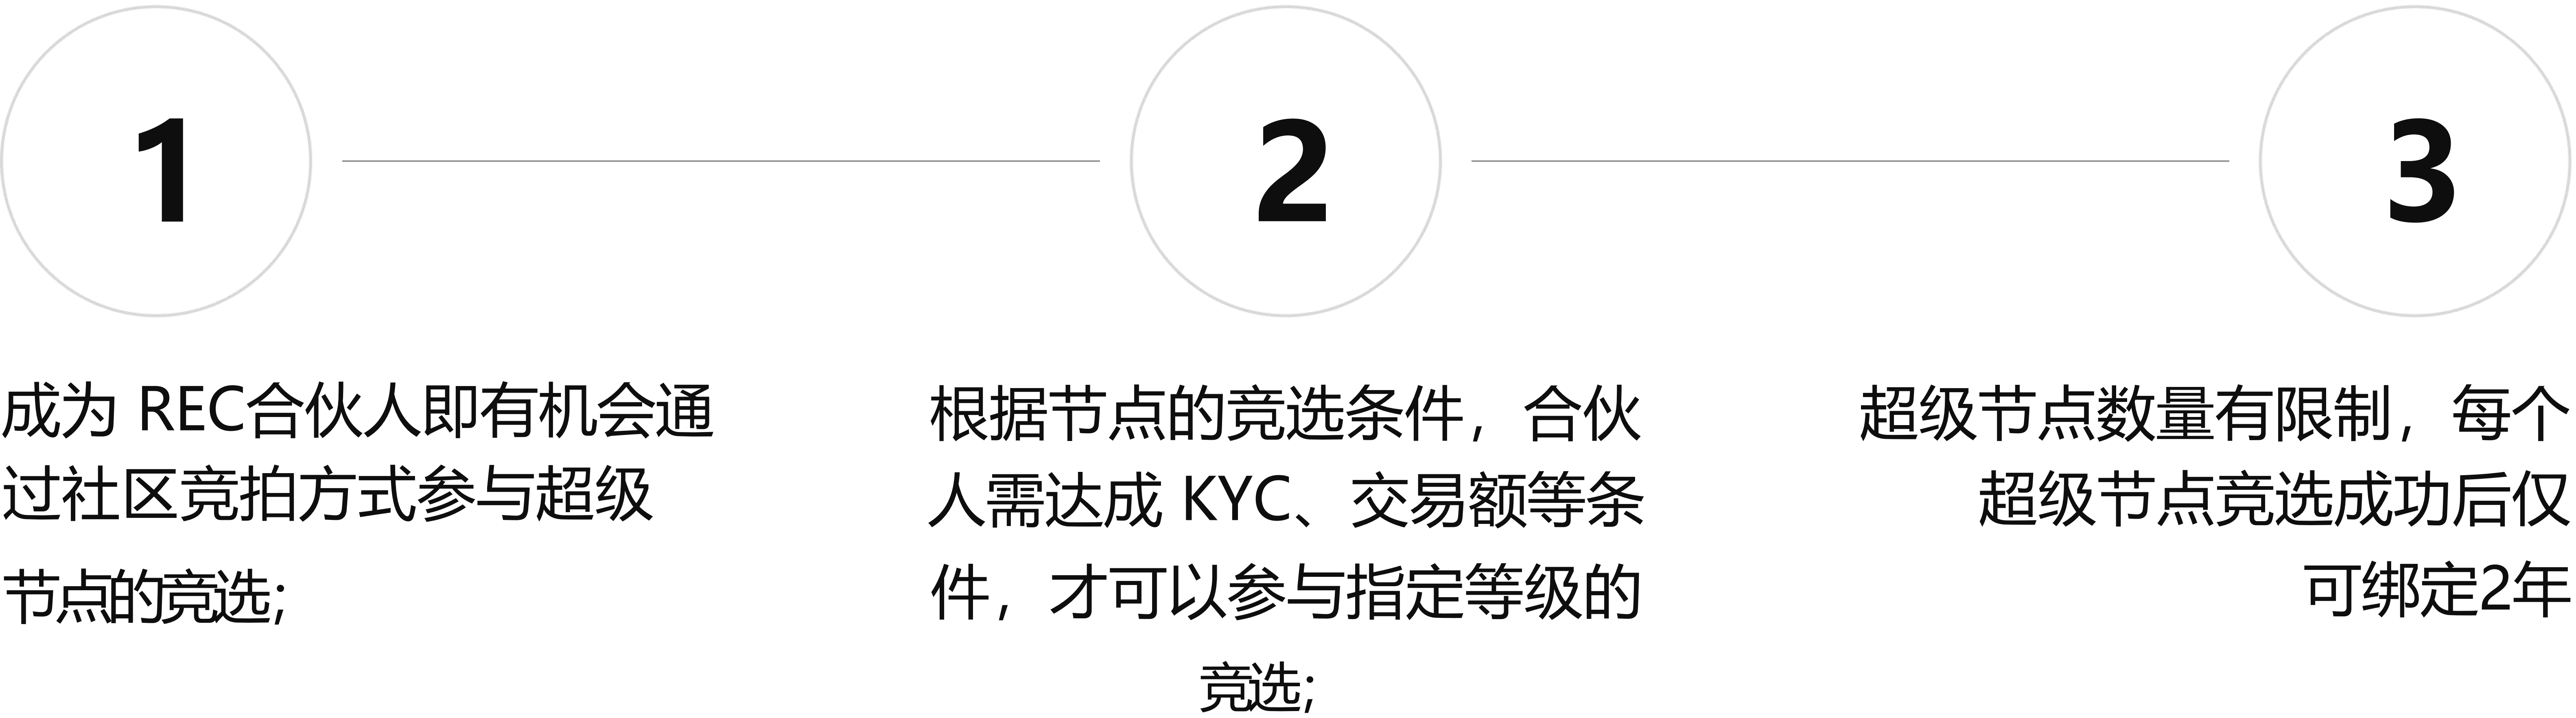 1
成为 REC合伙人即有机会通
过社区竞拍方式参与超级
节点的竞选;
2
根据节点的竞选条件，合伙
人需达成 KYC、交易额等条
件，才可以参与指定等级的
竞选;
3
超级节点数量有限制，每个
超级节点竞选成功后仅
可绑定2年